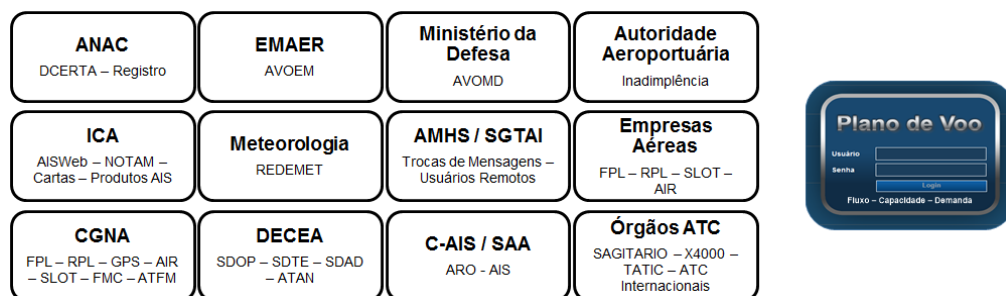 ANAC
DCERTA – Registro
EMAER
AVOEM
Ministério da
Defesa
AVOMD
Autoridade
Aeroportuária
Inadimplência
ICA
AISWeb – NOTAM –
Cartas – Produtos AIS
Meteorologia
REDEMET
AMHS / SGTAI
Trocas de Mensagens –
Usuários Remotos
Empresas
Aéreas
FPL – RPL – SLOT –
AIR
CGNA
FPL – RPL – GPS – AIR
– SLOT – FMC – ATFM
DECEA
SDOP – SDTE – SDAD
– ATAN
C-AIS / SAA
ARO - AIS
Órgãos ATC
SAGITARIO – X4000 –
TATIC – ATC
Internacionais
Plano de Voo
Usuário
Senha
Login
Fluxo – Capacidade – Demanda